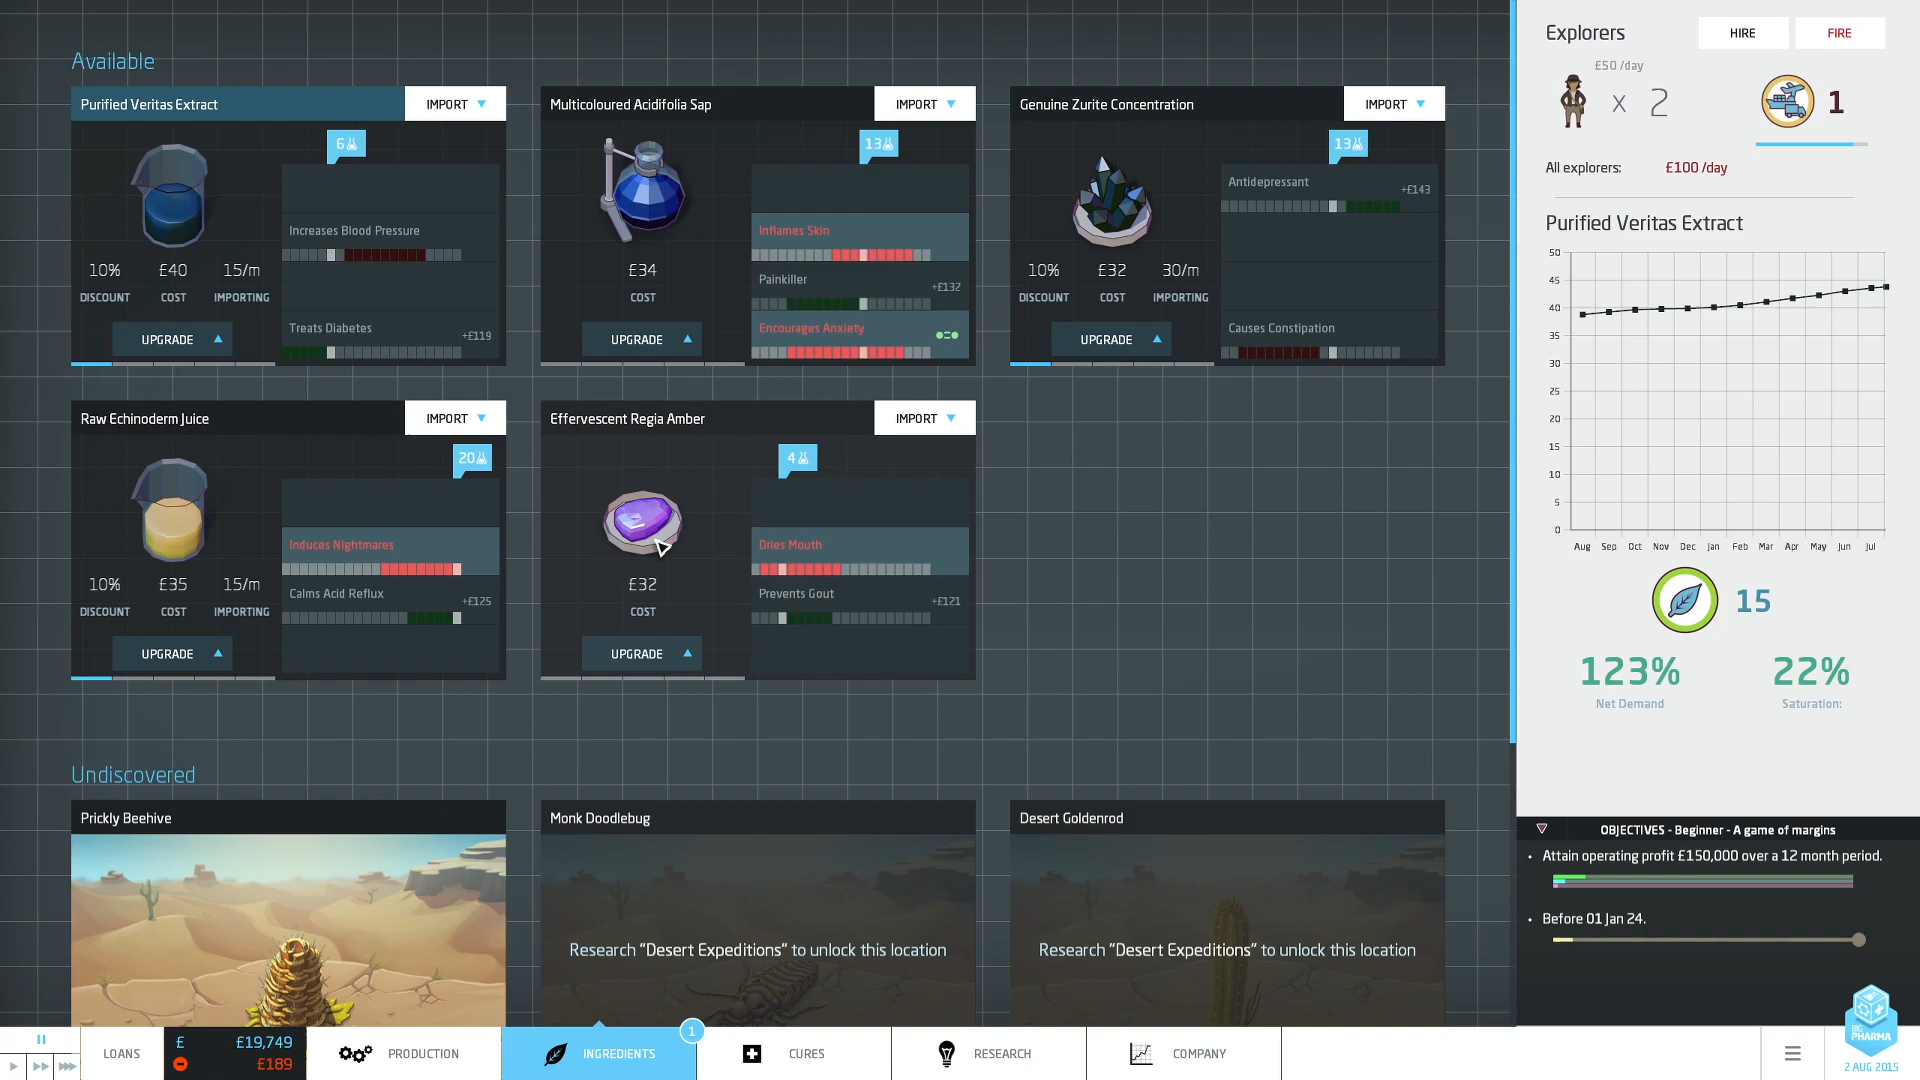 Available
Purified Veritas Extract
IMPORT
6
Increases Blood Pressure
Treats Diabetes
+£119
10%
£40
15/m
DISCOUNT
COST
IMPORTING
UPGRADE
Multicoloured Acidifolia Sap
IMPORT
13
Inflames Skin
Painkiller
+£132
Encourages Anxiety
£34
COST
UPGRADE
Genuine Zurite Concentration
IMPORT
13
Antidepressant
+£143
Causes Constipation
10%
£32
30/m
DISCOUNT
COST
IMPORTING
UPGRADE
Raw Echinoderm Juice
IMPORT
20
Induces Nightmares
Calms Acid Reflux
+£125
10%
£35
15/m
DISCOUNT
COST
IMPORTING
UPGRADE
Effervescent Regia Amber
IMPORT
4
Dries Mouth
Prevents Gout
+£121
£32
COST
UPGRADE
Undiscovered
Prickly Beehive
Monk Doodlebug
Research "Desert Expeditions" to unlock this location
Desert Goldenrod
Research "Desert Expeditions" to unlock this location
Explorers
HIRE
FIRE
£50 /day
X 2
1
All explorers:
£100 /day
Purified Veritas Extract
50
45
40
35
30
25
20
15
10
5
0
Aug Sep Oct Nov Dec Jan Feb Mar Apr May Jun Jul
15
123%
Net Demand
22%
Saturation:
OBJECTIVES - Beginner - A game of margins
• Attain operating profit £150,000 over a 12 month period.
• Before 01 Jan 24.
LOANS
£ £19,749
£189
PRODUCTION
INGREDIENTS
1
CURES
RESEARCH
COMPANY
BIG
PHARMA
2 AUG 2015